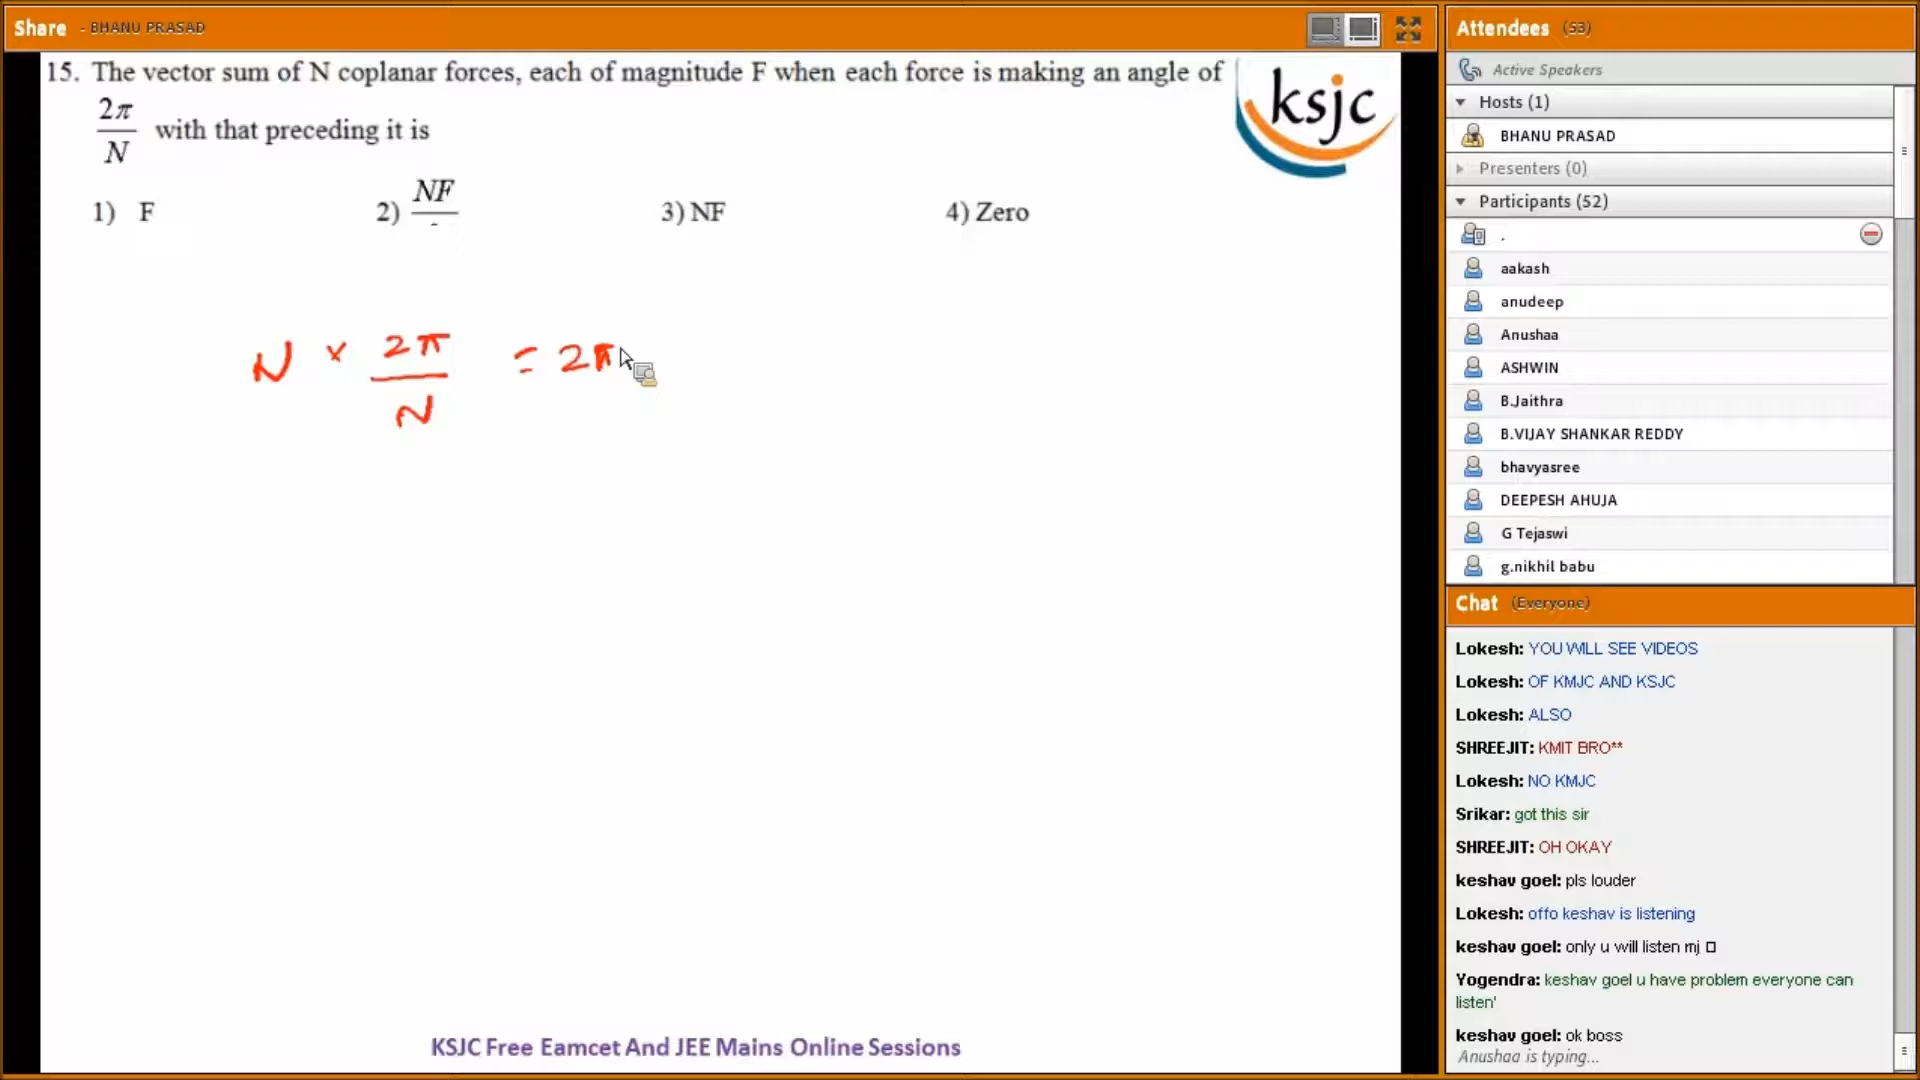 Share - BHANU PRASAD
15. The vector sum of N coplanar forces, each of magnitude F when each force is making an angle of
2π
N with that preceding it is
1) F 2) NF 3) NF 4) Zero
ksjc
N × 2π = 2π
N
KSJC Free Eamcet And JEE Mains Online Sessions
Attendees (53)
Active Speakers
Hosts (1)
BHANU PRASAD
Presenters (0)
Participants (52)
.
aakash
anudeep
Anushaa
ASHWIN
B.Jaithra
B.VIJAY SHANKAR REDDY
bhavyasree
DEEPESH AHUJA
G Tejaswi
g.nikhil babu
Chat (Everyone)
Lokesh: YOU WILL SEE VIDEOS
Lokesh: OF KMJC AND KSJC
Lokesh: ALSO
SHREEJIT: KMIT BRO**
Lokesh: NO KMJC
Srikar: got this sir
SHREEJIT: OH OKAY
keshav goel: pls louder
Lokesh: offo keshav is listening
keshav goel: only u will listen mj
Yogendra: keshav goel u have problem everyone can
listen'
keshav goel: ok boss
Anushaa is typing...